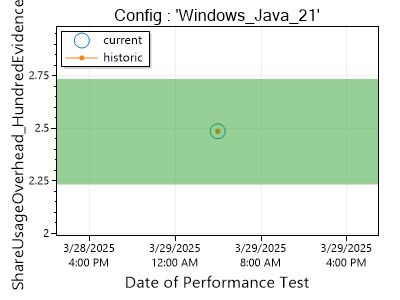 Config : 'Windows_Java_21'
current
historic
ShareUsageOverhead_HundredEvidence
2.75
2.5
2.25
2
3/28/2025
4:00 PM
3/29/2025
12:00 AM
3/29/2025
8:00 AM
3/29/2025
4:00 PM
Date of Performance Test